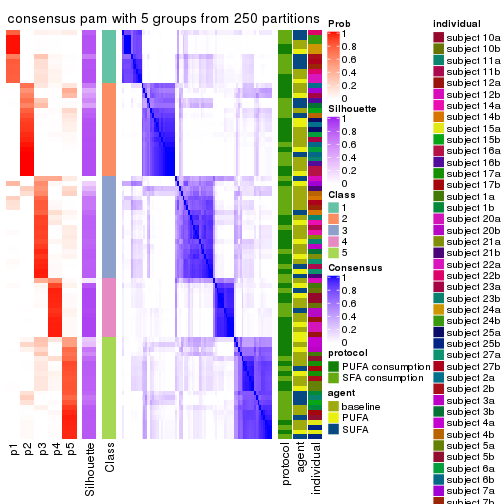 consensus pam with 5 groups from 250 partitions
Prob
1
0.8
0.6
0.4
0.2
0
Silhouette
1
0.8
0.6
0.4
0.2
0
Class
1
2
3
4
5
Consensus
1
0.8
0.6
0.4
0.2
0
protocol
PUFA consumption
SFA consumption
agent
baseline
PUFA
SUFA
individual
subject 10a
subject 10b
subject 11a
subject 11b
subject 12a
subject 12b
subject 14a
subject 14b
subject 15a
subject 15b
subject 16a
subject 16b
subject 17a
subject 17b
subject 1a
subject 1b
subject 20a
subject 20b
subject 21a
subject 21b
subject 22a
subject 22b
subject 23a
subject 23b
subject 24a
subject 24b
subject 25a
subject 25b
subject 27a
subject 27b
subject 2a
subject 2b
subject 3a
subject 3b
subject 4a
subject 4b
subject 5a
subject 5b
subject 6a
subject 6b
subject 7a
subject 7b
p1
p2
p3
p4
p5
Silhouette
Class
protocol
agent
individual